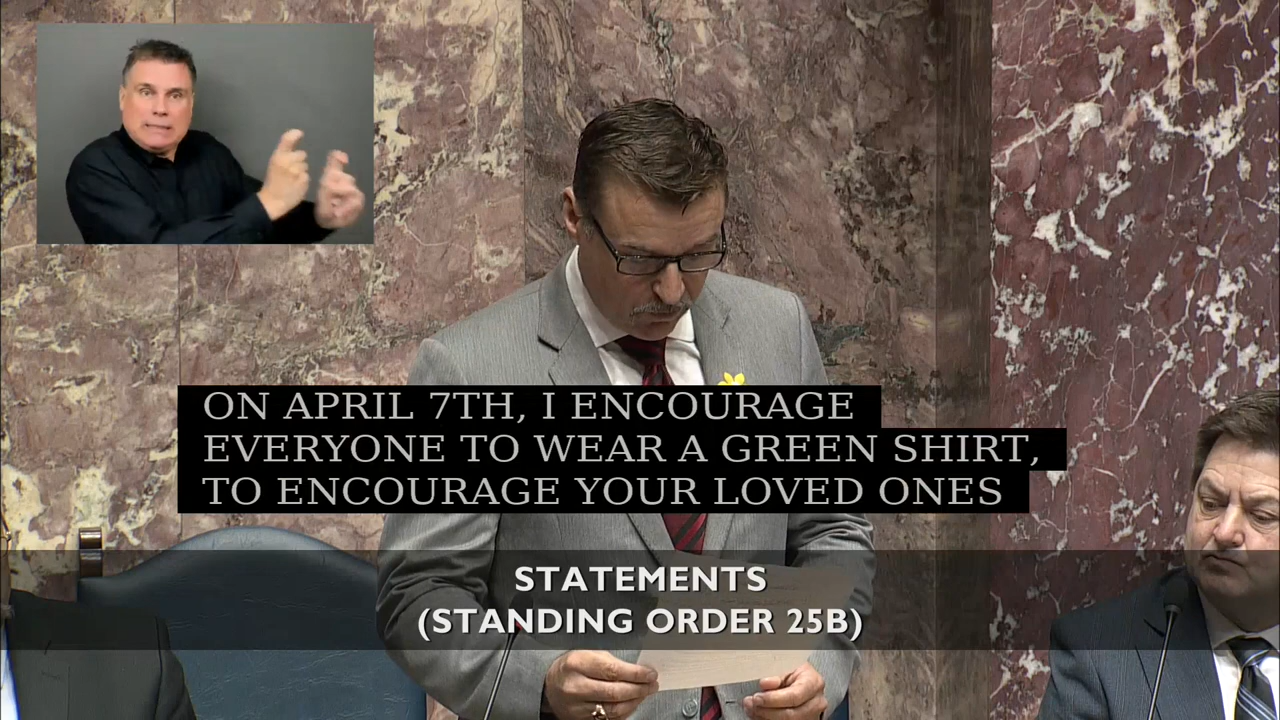 ON APRIL 7TH, I ENCOURAGE
EVERYONE TO WEAR A GREEN SHIRT,
TO ENCOURAGE YOUR LOVED ONES
STATEMENTS
(STANDING ORDER 25B)